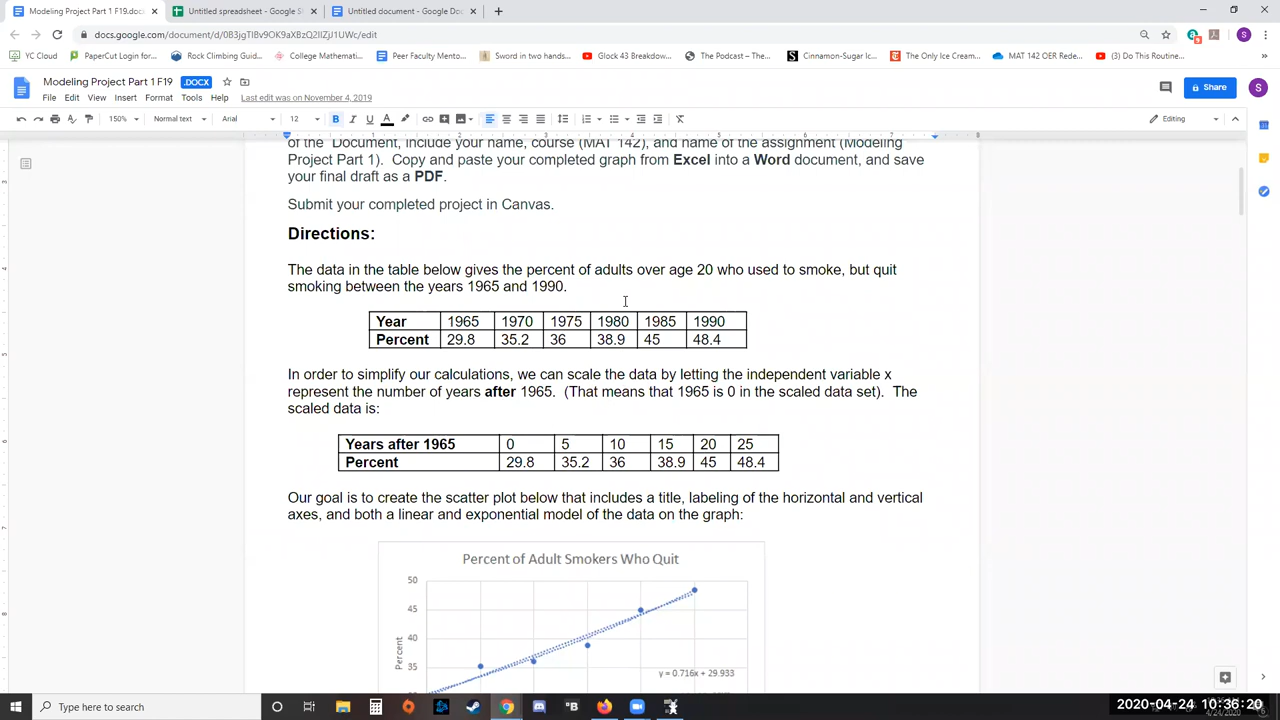 Modeling Project Part 1 F19.docx
Untitled spreadsheet - Google S
Untitled document - Google Doc
docs.google.com/document/d/0B3jgTlBv9OK9aXBzQ2lIZjJ1UWc/edit
YC Cloud
PaperCut Login for...
Rock Climbing Guid...
College Mathemati...
Peer Faculty Mentor...
Sword in two hands...
Glock 43 Breakdow...
The Podcast – The...
Cinnamon-Sugar Ic...
The Only Ice Cream...
MAT 142 OER Rede...
(3) Do This Routine...
Modeling Project Part 1 F19 .DOCX
File Edit View Insert Format Tools Help Last edit was on November 4, 2019
Share
S
150% Normal text Arial 12 B I U A Editing
1 2 3 4 5 6 7 8
of the Document, include your name, course (MAT 142), and name of the assignment (Modeling
Project Part 1). Copy and paste your completed graph from Excel into a Word document, and save
your final draft as a PDF.
Submit your completed project in Canvas.
Directions:
The data in the table below gives the percent of adults over age 20 who used to smoke, but quit
smoking between the years 1965 and 1990.
Year 1965 1970 1975 1980 1985 1990
Percent 29.8 35.2 36 38.9 45 48.4
In order to simplify our calculations, we can scale the data by letting the independent variable x
represent the number of years after 1965. (That means that 1965 is 0 in the scaled data set). The
scaled data is:
Years after 1965 0 5 10 15 20 25
Percent 29.8 35.2 36 38.9 45 48.4
Our goal is to create the scatter plot below that includes a title, labeling of the horizontal and vertical
axes, and both a linear and exponential model of the data on the graph:
Percent of Adult Smokers Who Quit
50
45
40
35
Percent
y = 0.716x + 29.933
Type here to search
2020-04-24 10:36:20